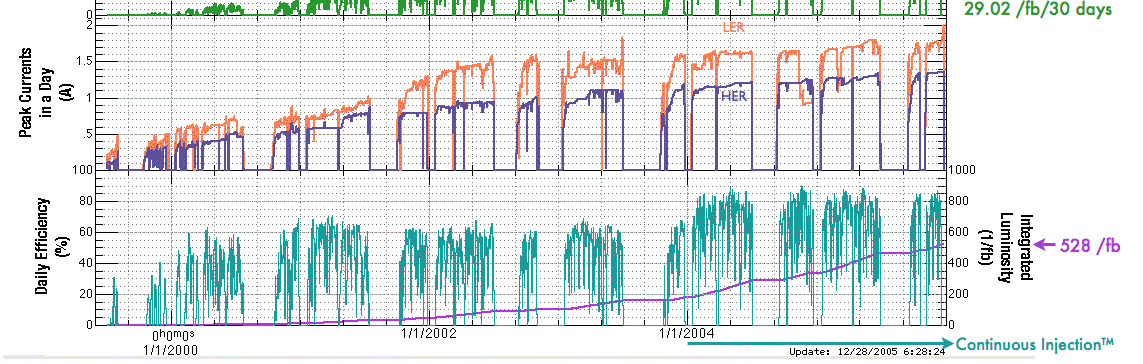 29.02 /fb/30 days
0
2
1.5
1
.5
100
Peak Currents
in a Day
(A)
LER
HER
1000
80
60
40
20
0
Daily Efficiency
(%)
800
600
400
200
0
Integrated
Luminosity
(1/fb)
528 /fb
1/1/2000
1/1/2002
1/1/2004
Continuous Injection™
Update: 12/28/2005 6:28:24